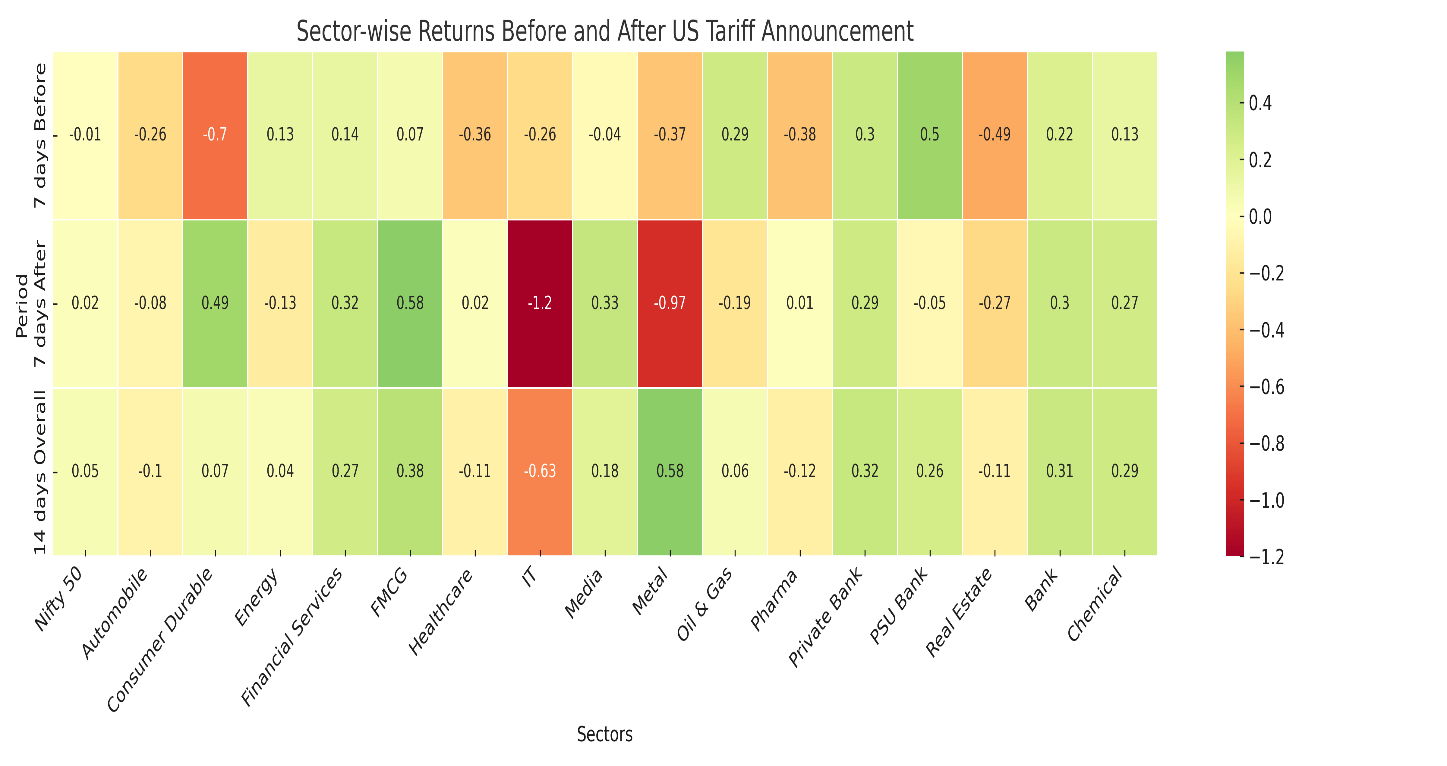 Sector-wise Returns Before and After US Tariff Announcement
Period
7 days Before
-0.01 -0.26 -0.7 0.13 0.14 0.07 -0.36 -0.26 -0.04 -0.37 0.29 -0.38 0.3 0.5 -0.49 0.22 0.13
7 days After
0.02 -0.08 0.49 -0.13 0.32 0.58 0.02 -1.2 0.33 -0.97 -0.19 0.01 0.29 -0.05 -0.27 0.3 0.27
14 days Overall
0.05 -0.1 0.07 0.04 0.27 0.38 -0.11 -0.63 0.18 0.58 0.06 -0.12 0.32 0.26 -0.11 0.31 0.29
Nifty 50
Automobile
Consumer Durable
Energy
Financial Services
FMCG
Healthcare
IT
Media
Metal
Oil & Gas
Pharma
Private Bank
PSU Bank
Real Estate
Bank
Chemical
Sectors
0.4
0.2
0.0
−0.2
−0.4
−0.6
−0.8
−1.0
−1.2